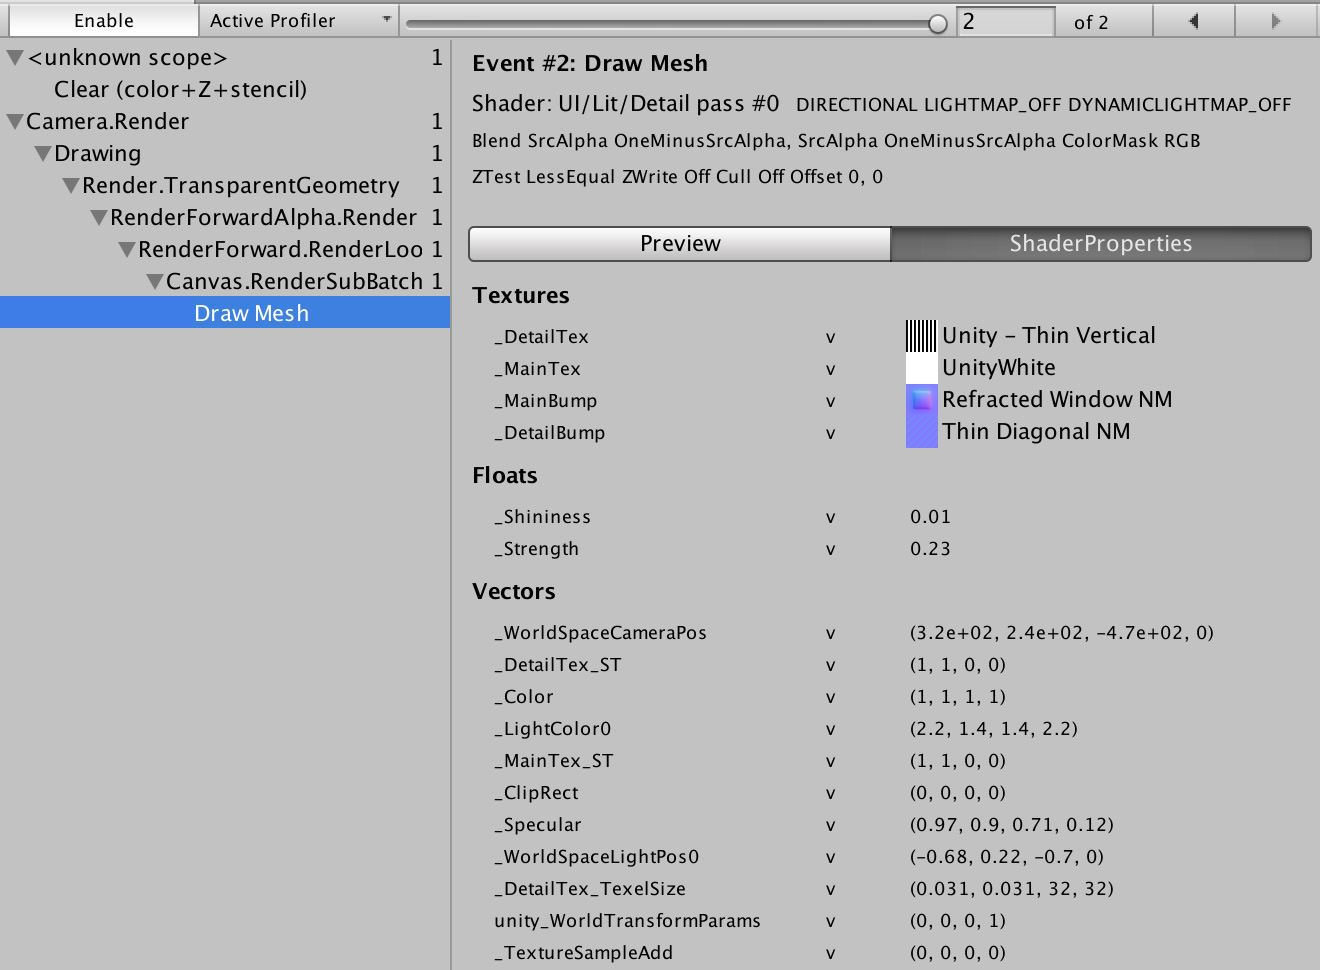 Enable Active Profiler 2 of 2
<unknown scope> 1
Clear (color+Z+stencil)
Camera.Render 1
Drawing 1
Render.TransparentGeometry 1
RenderForwardAlpha.Render 1
RenderForward.RenderLoo 1
Canvas.RenderSubBatch 1
Draw Mesh
Event #2: Draw Mesh
Shader: UI/Lit/Detail pass #0 DIRECTIONAL LIGHTMAP_OFF DYNAMICLIGHTMAP_OFF
Blend SrcAlpha OneMinusSrcAlpha, SrcAlpha OneMinusSrcAlpha ColorMask RGB
ZTest LessEqual ZWrite Off Cull Off Offset 0, 0
Preview ShaderProperties
Textures
_DetailTex v Unity - Thin Vertical
_MainTex v UnityWhite
_MainBump v Refracted Window NM
_DetailBump v Thin Diagonal NM
Floats
_Shininess v 0.01
_Strength v 0.23
Vectors
_WorldSpaceCameraPos v (3.2e+02, 2.4e+02, -4.7e+02, 0)
_DetailTex_ST v (1, 1, 0, 0)
_Color v (1, 1, 1, 1)
_LightColor0 v (2.2, 1.4, 1.4, 2.2)
_MainTex_ST v (1, 1, 0, 0)
_ClipRect v (0, 0, 0, 0)
_Specular v (0.97, 0.9, 0.71, 0.12)
_WorldSpaceLightPos0 v (-0.68, 0.22, -0.7, 0)
_DetailTex_TexelSize v (0.031, 0.031, 32, 32)
unity_WorldTransformParams v (0, 0, 0, 1)
_TextureSampleAdd v (0, 0, 0, 0)